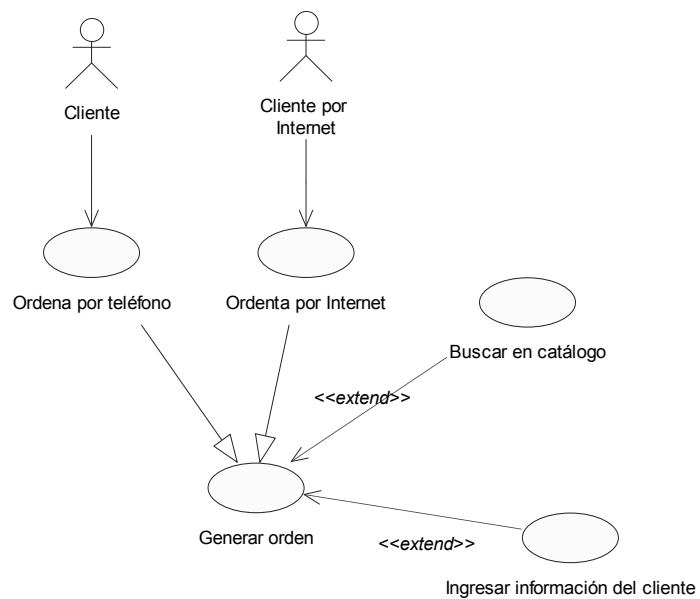 Cliente
Cliente por
Internet
Ordena por teléfono
Ordenta por Internet
Buscar en catálogo
<<extend>>
Generar orden
<<extend>>
Ingresar información del cliente